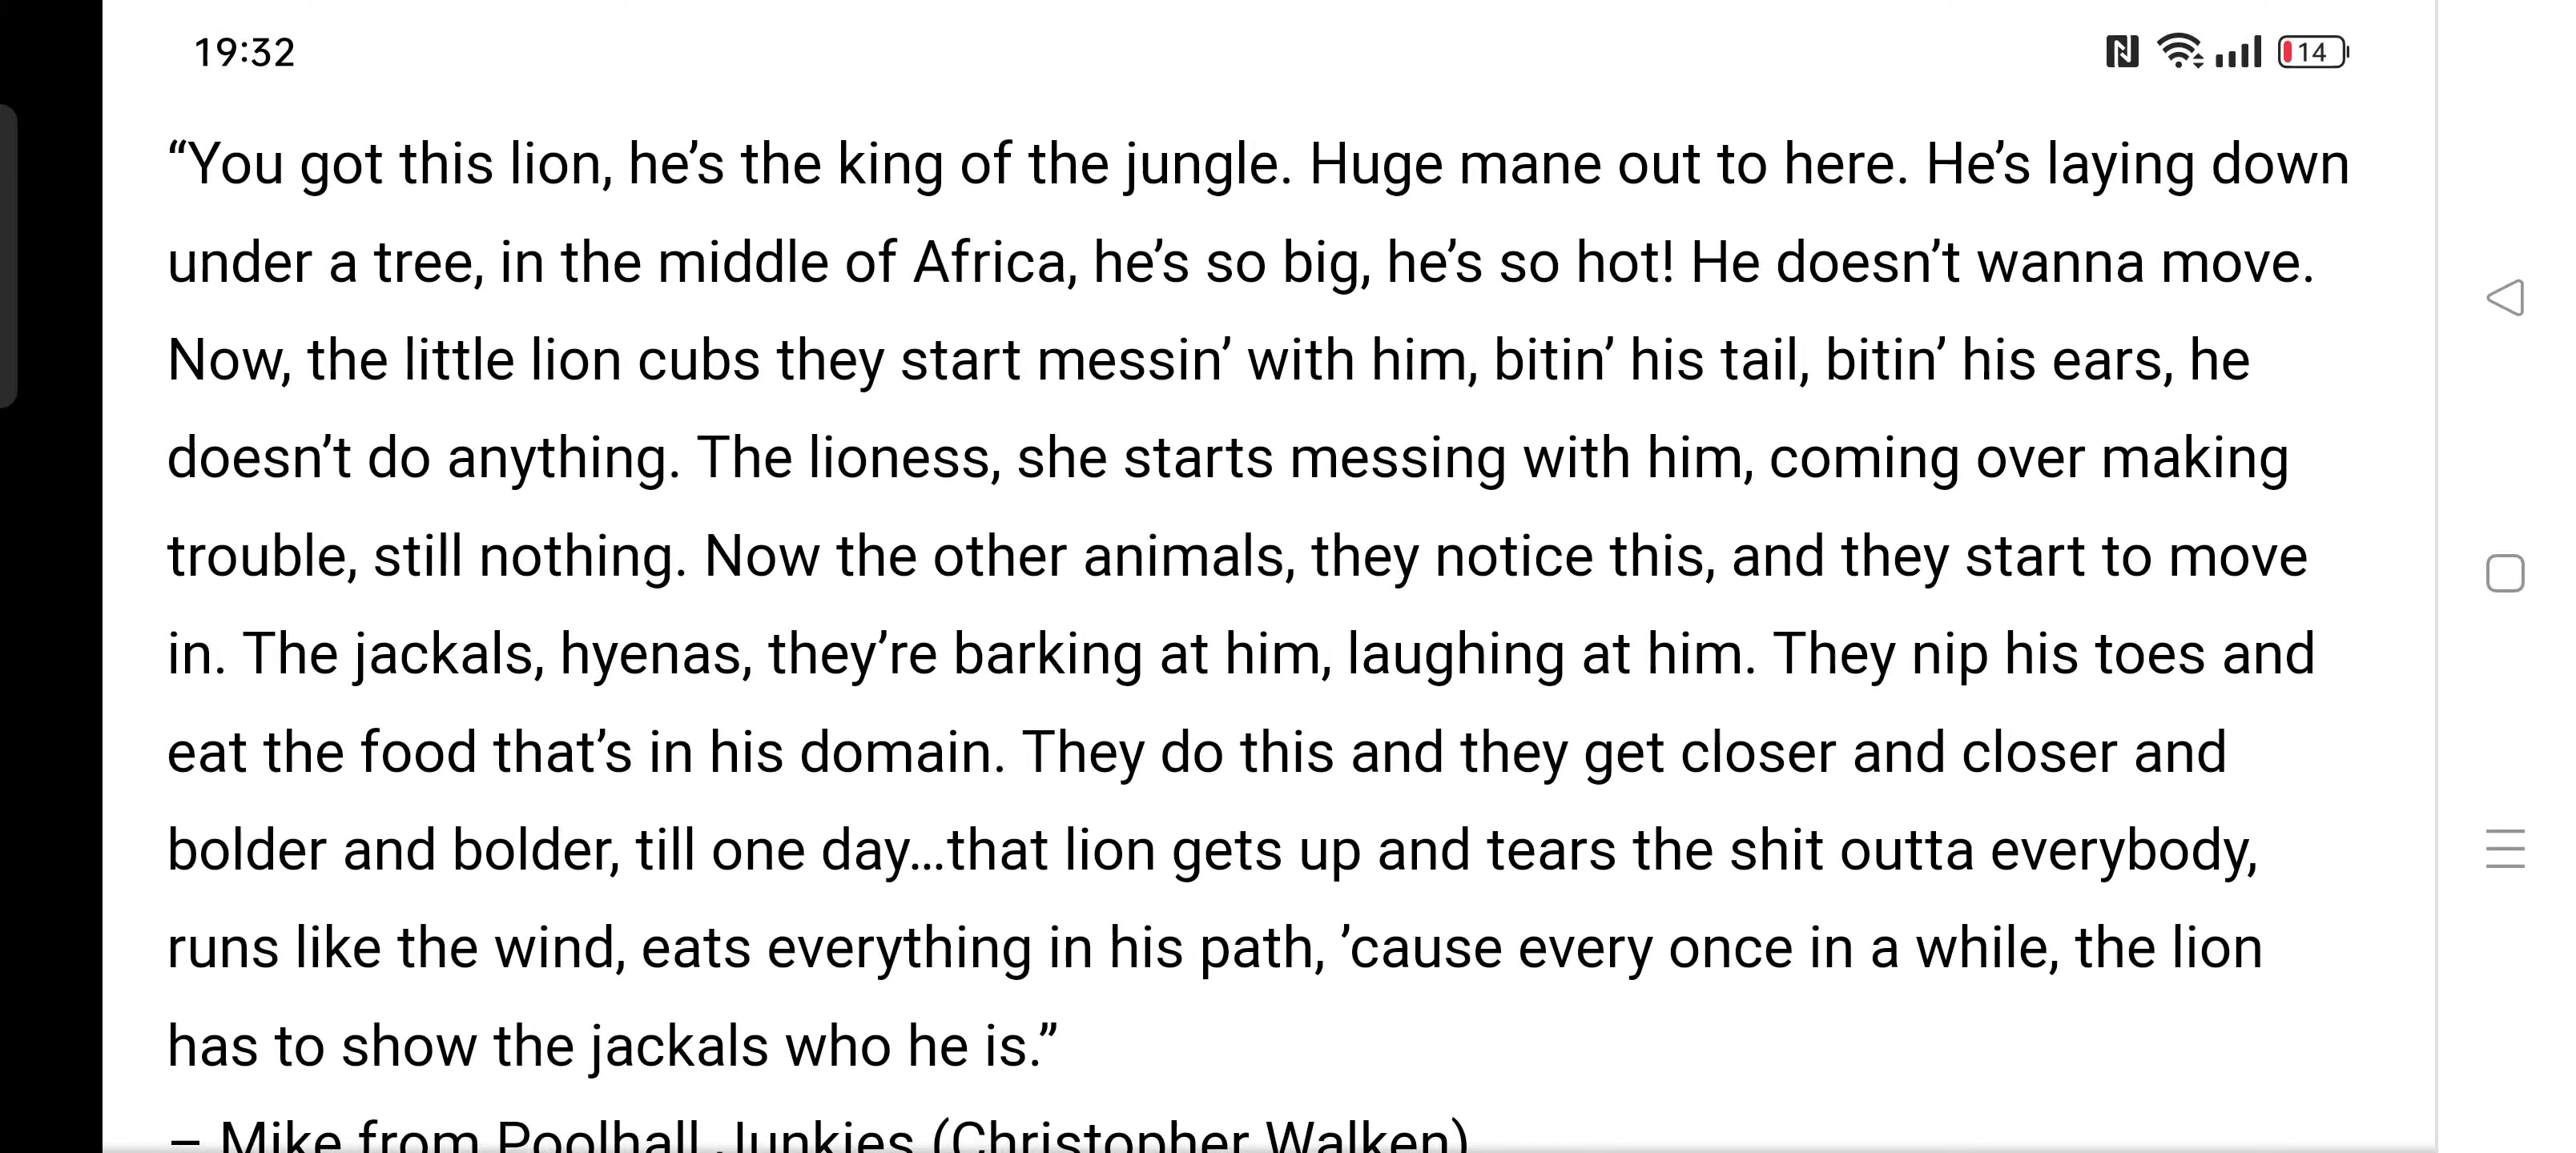 19:32
14
“You got this lion, he’s the king of the jungle. Huge mane out to here. He’s laying down
under a tree, in the middle of Africa, he’s so big, he’s so hot! He doesn’t wanna move.
Now, the little lion cubs they start messin’ with him, bitin’ his tail, bitin’ his ears, he
doesn’t do anything. The lioness, she starts messing with him, coming over making
trouble, still nothing. Now the other animals, they notice this, and they start to move
in. The jackals, hyenas, they’re barking at him, laughing at him. They nip his toes and
eat the food that’s in his domain. They do this and they get closer and closer and
bolder and bolder, till one day…that lion gets up and tears the shit outta everybody,
runs like the wind, eats everything in his path, ’cause every once in a while, the lion
has to show the jackals who he is.”
– Mike from Poolhall Junkies (Christopher Walken)